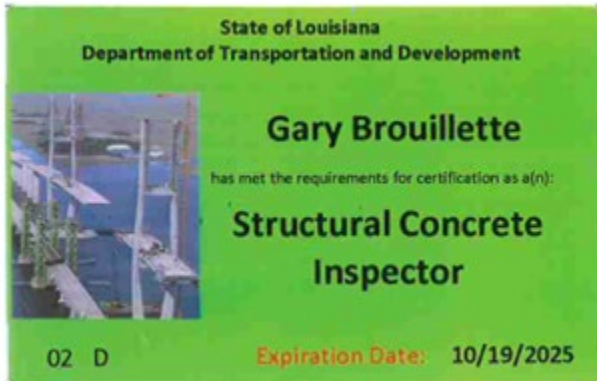 State of Louisiana
Department of Transportation and Development
Gary Brouillette
has met the requirements for certification as a(n):
Structural Concrete
Inspector
02 D
Expiration Date: 10/19/2025